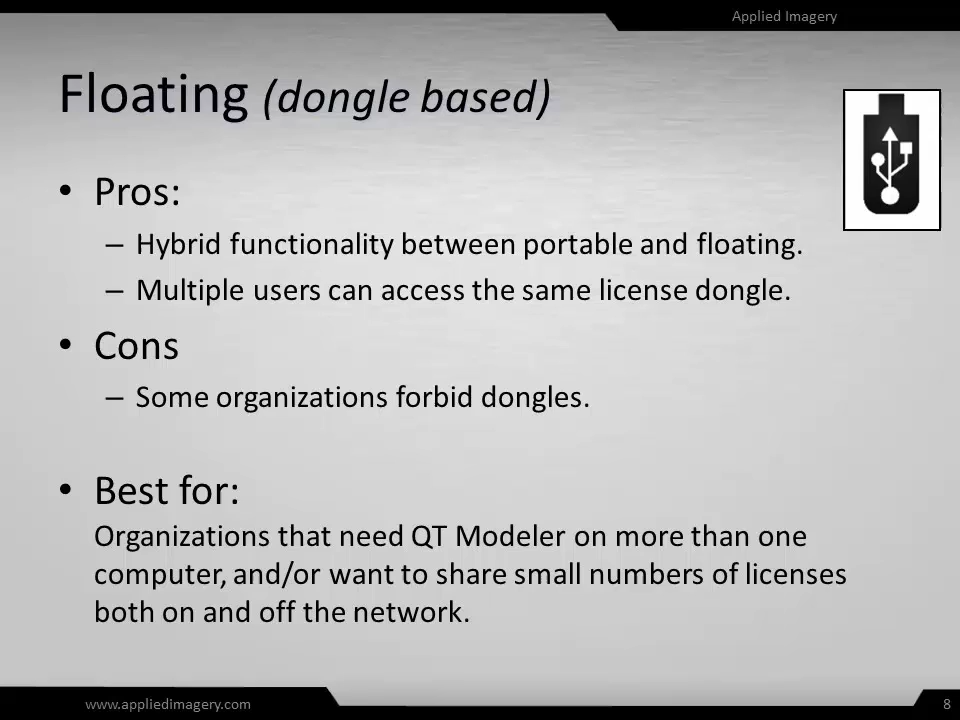 Applied Imagery
Floating (dongle based)
• Pros:
– Hybrid functionality between portable and floating.
– Multiple users can access the same license dongle.
• Cons
– Some organizations forbid dongles.
• Best for:
Organizations that need QT Modeler on more than one
computer, and/or want to share small numbers of licenses
both on and off the network.
www.appliedimagery.com
8